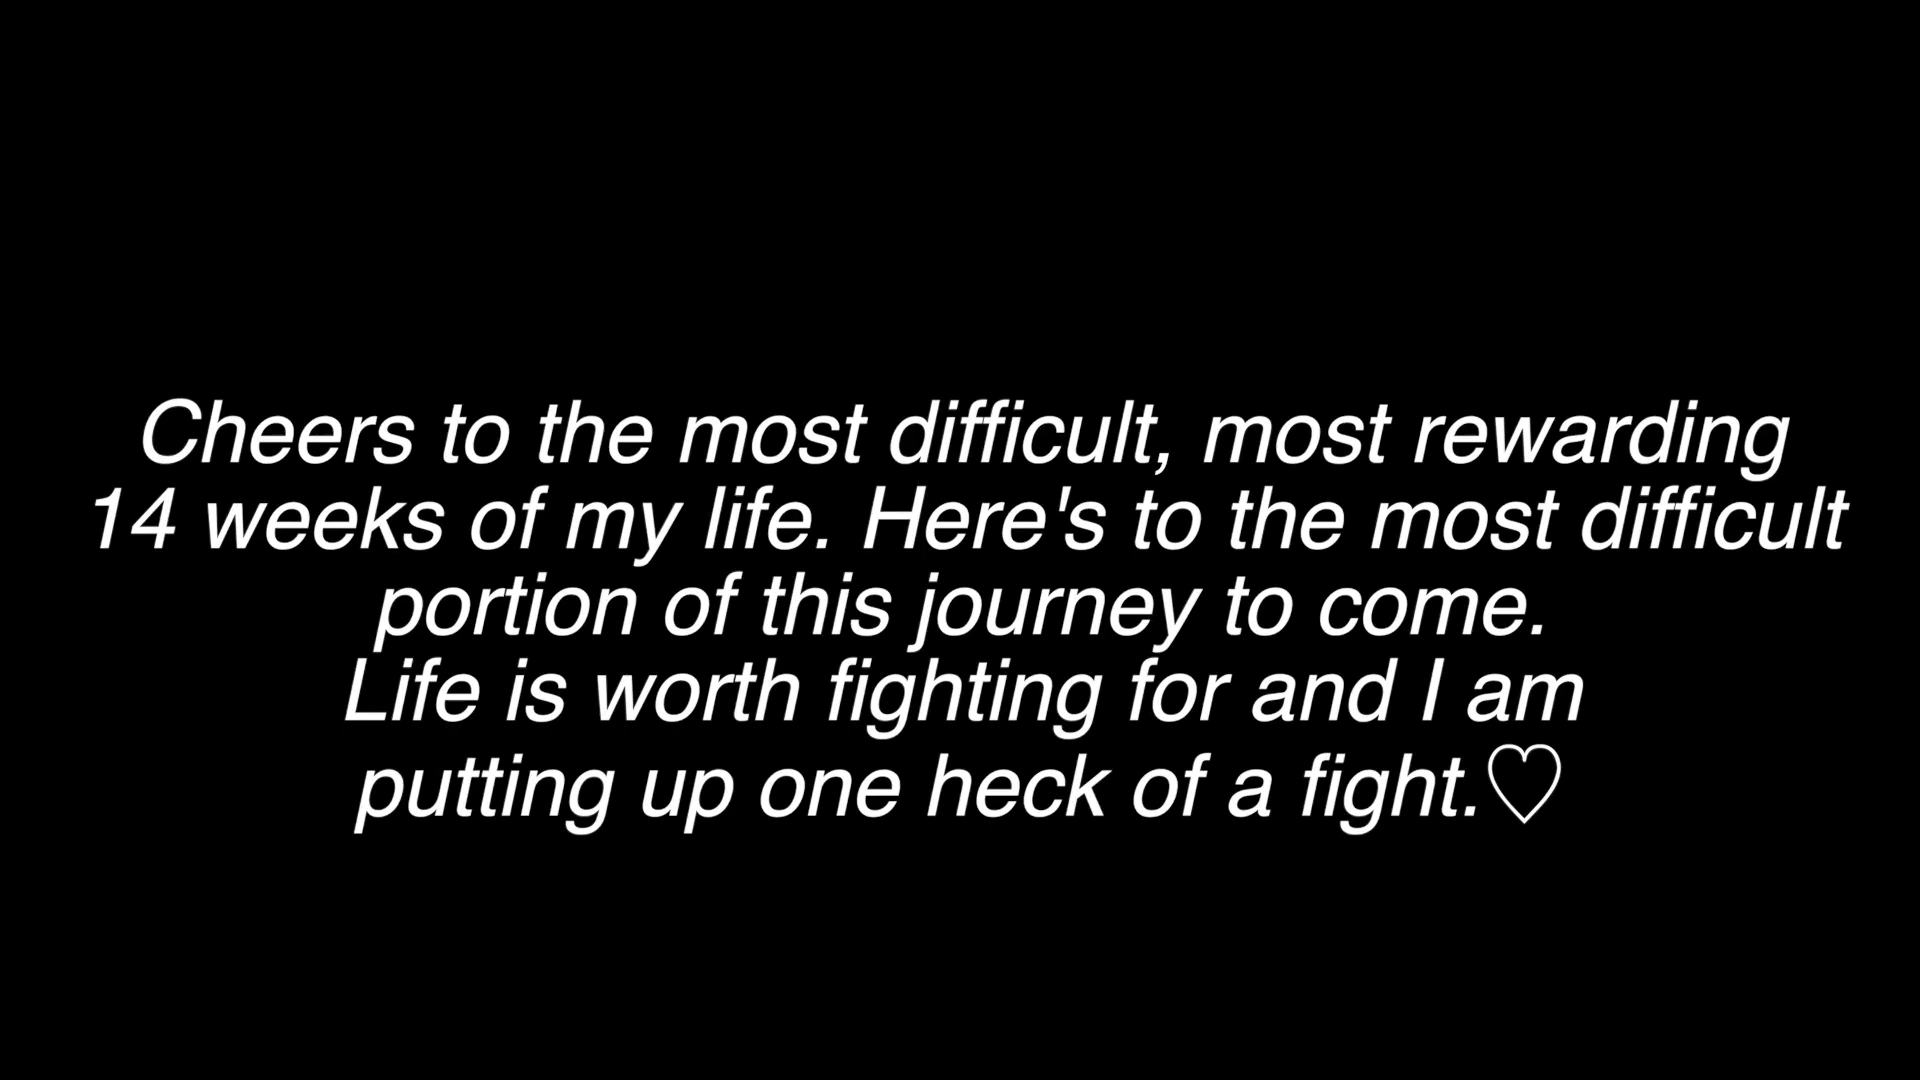 Cheers to the most difficult, most rewarding
14 weeks of my life. Here's to the most difficult
portion of this journey to come.
Life is worth fighting for and I am
putting up one heck of a fight.♡